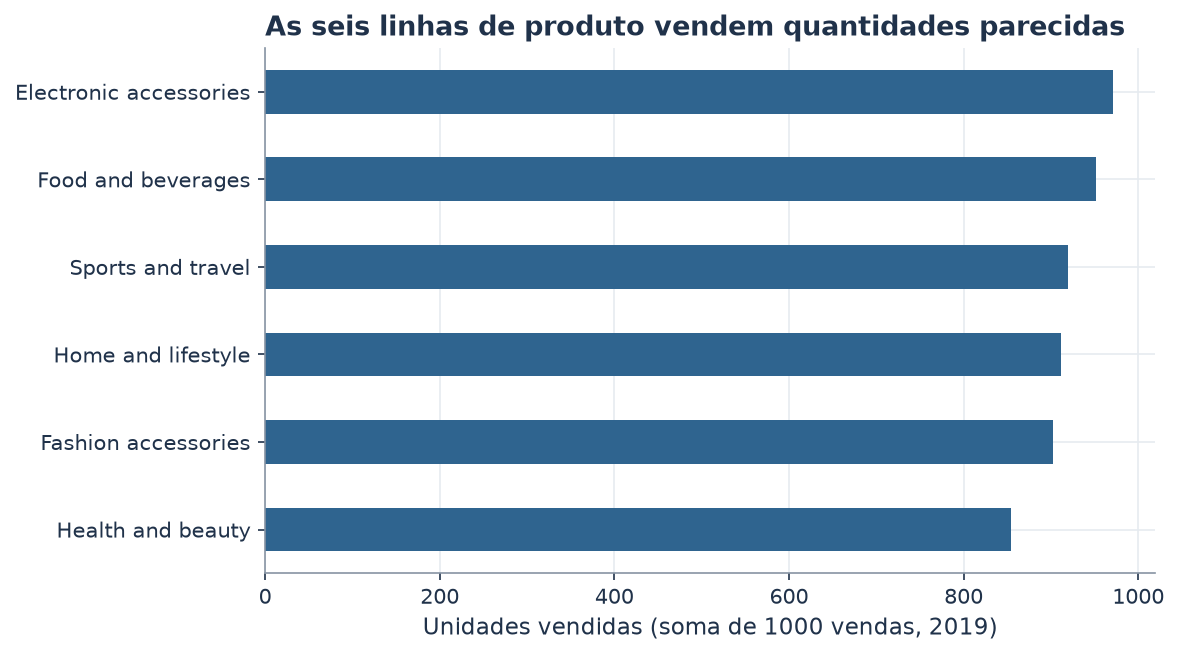 As seis linhas de produto vendem quantidades parecidas
Electronic accessories
Food and beverages
Sports and travel
Home and lifestyle
Fashion accessories
Health and beauty
0 200 400 600 800 1000
Unidades vendidas (soma de 1000 vendas, 2019)